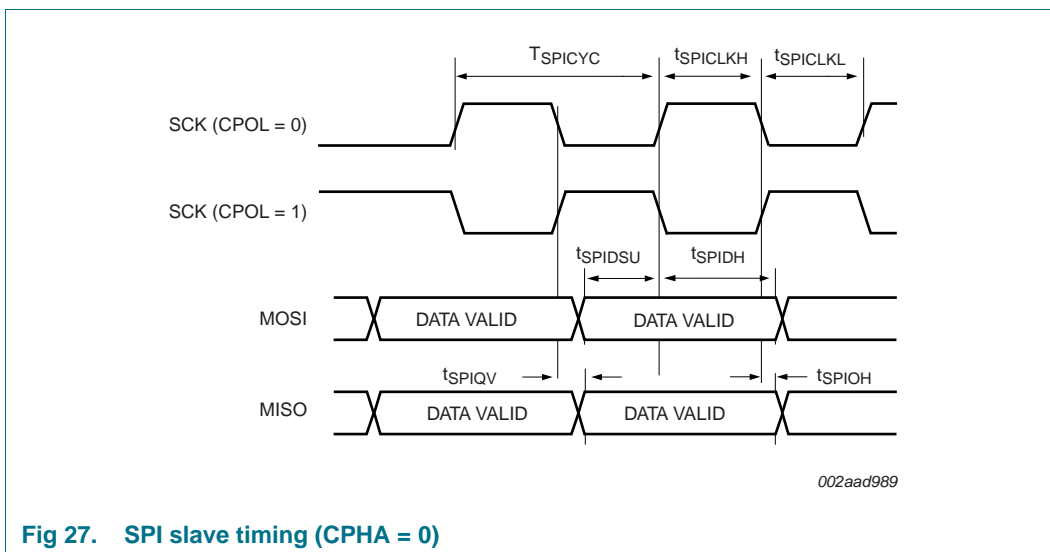 TSPICYC tSPICLKH tSPICLKL
SCK (CPOL = 0)
SCK (CPOL = 1)
tSPIDSU tSPIDH
MOSI DATA VALID DATA VALID
tSPIQV tSPIOH
MISO DATA VALID DATA VALID
002aad989
Fig 27. SPI slave timing (CPHA = 0)